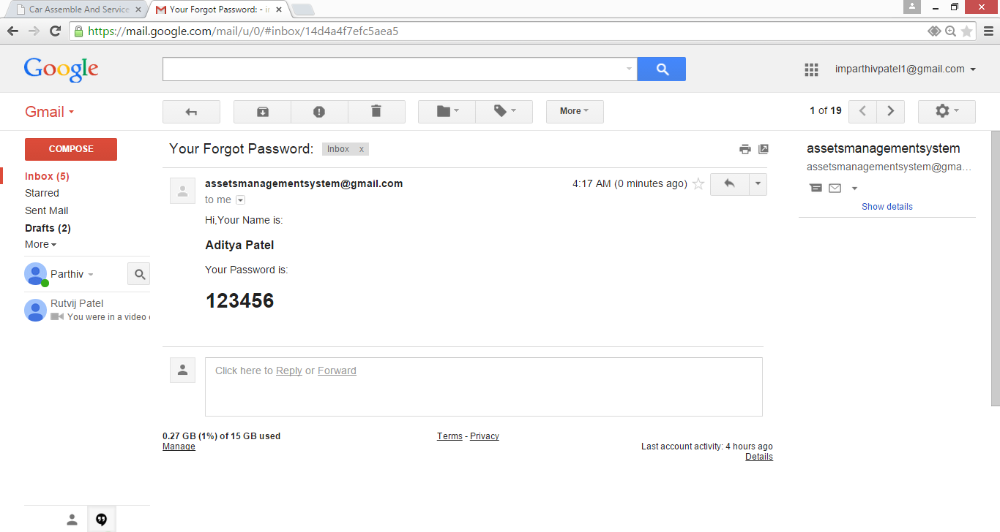 Car Assemble And Service
Your Forgot Password: - i
https://mail.google.com/mail/u/0/#inbox/14d4a4f7efc5aea5
Google
imparthivpatel1@gmail.com
Gmail
More
1 of 19
COMPOSE
Inbox (5)
Starred
Sent Mail
Drafts (2)
More
Parthiv
Rutvij Patel
You were in a video
Your Forgot Password:
Inbox x
assetsmanagementsystem@gmail.com
4:17 AM (0 minutes ago)
to me
Hi,Your Name is:
Aditya Patel
Your Password is:
123456
Click here to Reply or Forward
assetsmanagementsystem
assetsmanagementsystem@gma...
Show details
0.27 GB (1%) of 15 GB used
Manage
Terms - Privacy
Last account activity: 4 hours ago
Details